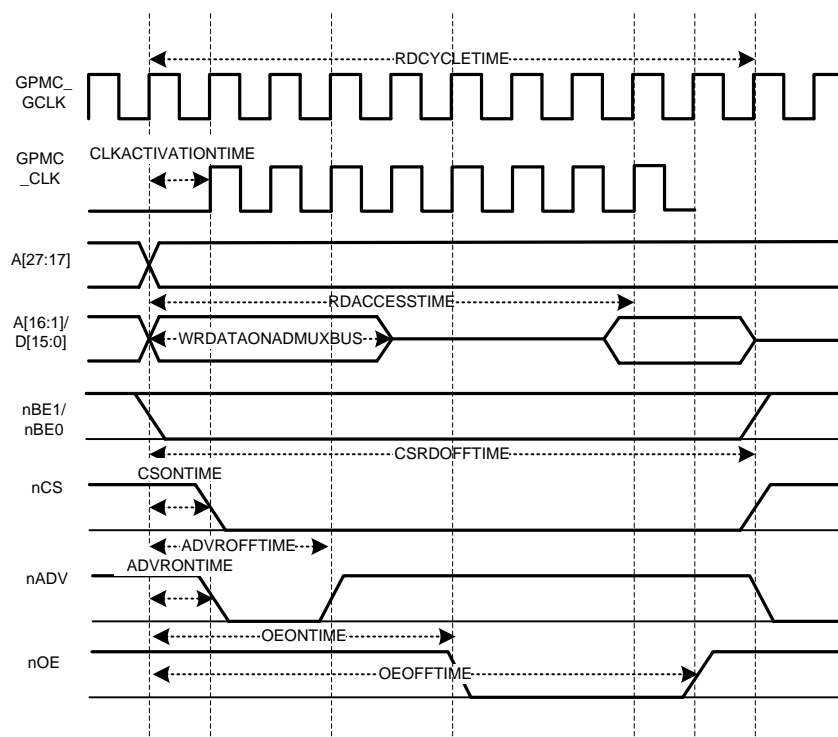 RDCYCLETIME
GPMC_
GCLK
CLKACTIVATIONTIME
GPMC
_CLK
A[27:17]
RDACCESSTIME
A[16:1]/
D[15:0]
WRDATAONADMUXBUS
nBE1/
nBE0
CSRDOFFTIME
CSONTIME
nCS
ADVROFFTIME
ADVRONTIME
nADV
OEONTIME
nOE
OEOFFTIME